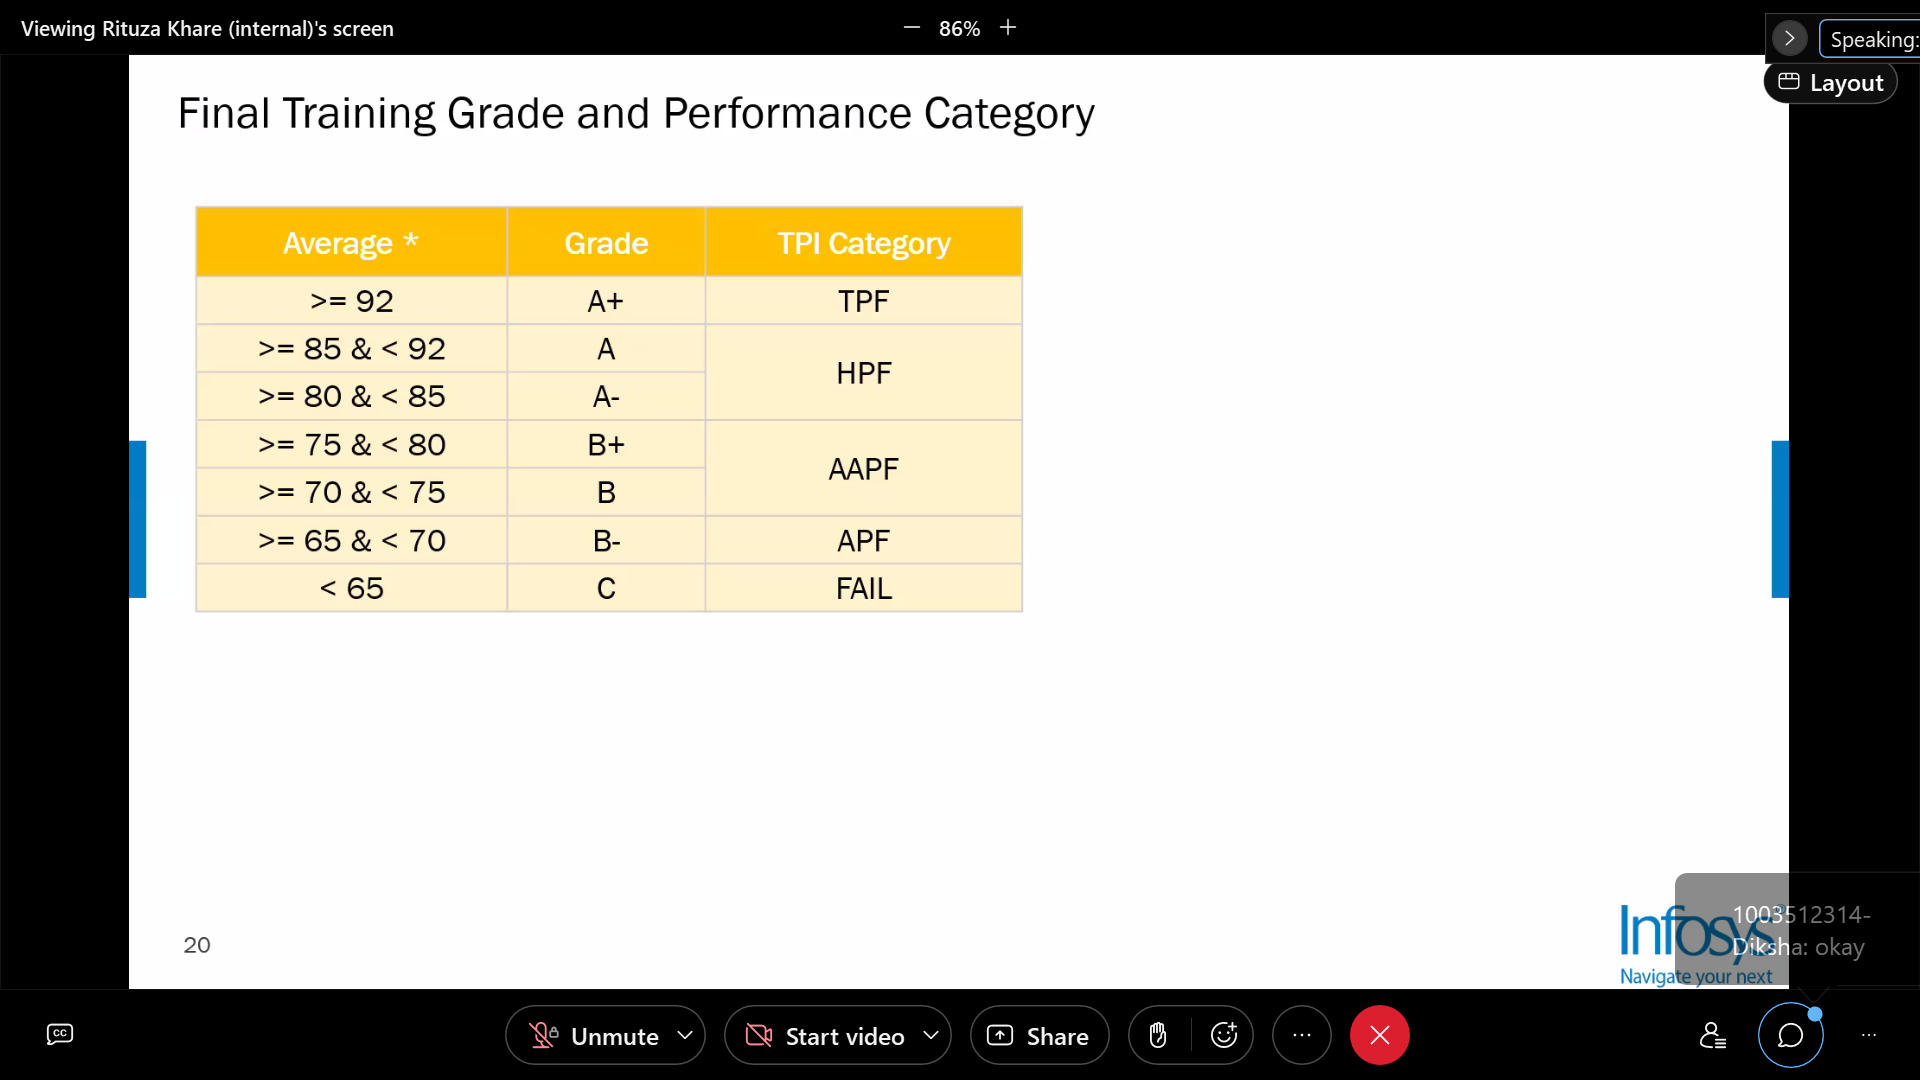 Viewing Rituza Khare (internal)'s screen
86%
Speaking:
Layout
Final Training Grade and Performance Category
Average * Grade TPI Category
>= 92 A+ TPF
>= 85 & < 92 A
HPF
>= 80 & < 85 A-
>= 75 & < 80 B+
AAPF
>= 70 & < 75 B
>= 65 & < 70 B- APF
< 65 C FAIL
20
Infosys®
Navigate your next
1003512314-
Diksha: okay
CC
Unmute
Start video
Share